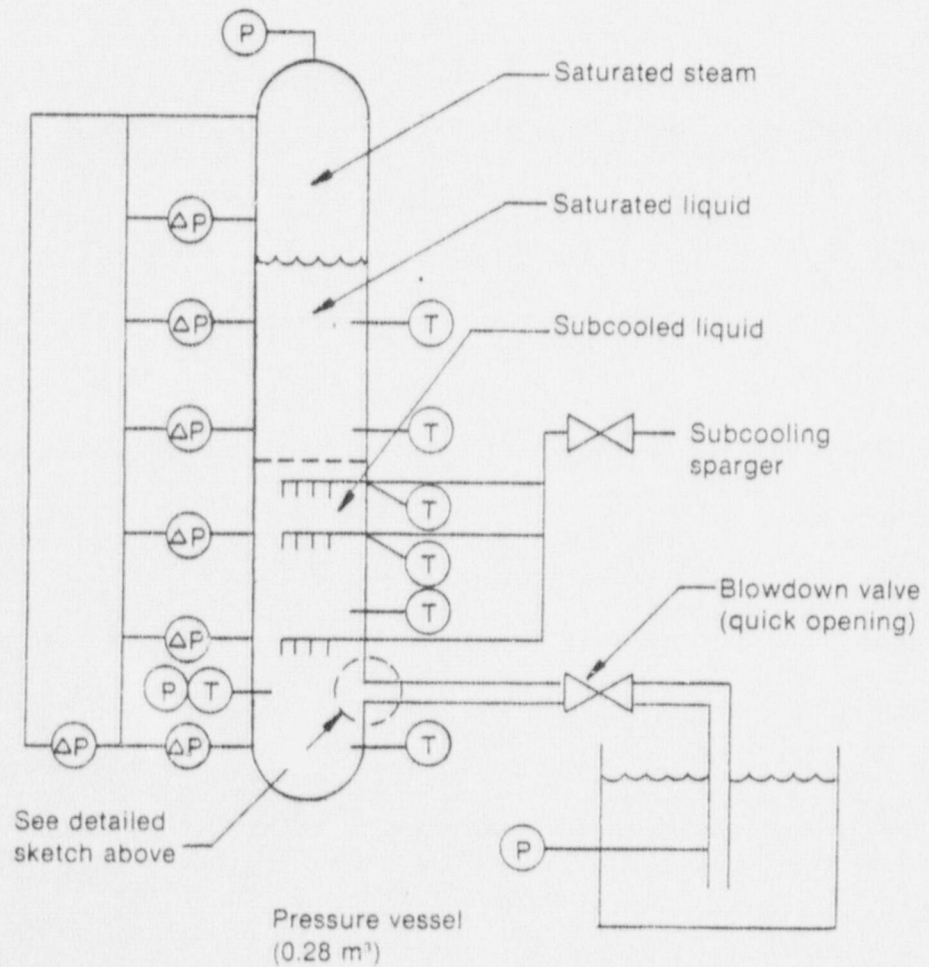 P
Saturated steam
ΔP
Saturated liquid
ΔP
T
Subcooled liquid
ΔP
T
Subcooling
sparger
T
ΔP
T
T
Blowdown valve
(quick opening)
ΔP
P T
ΔP ΔP
T
See detailed
sketch above
P
Pressure vessel
(0.28 m³)